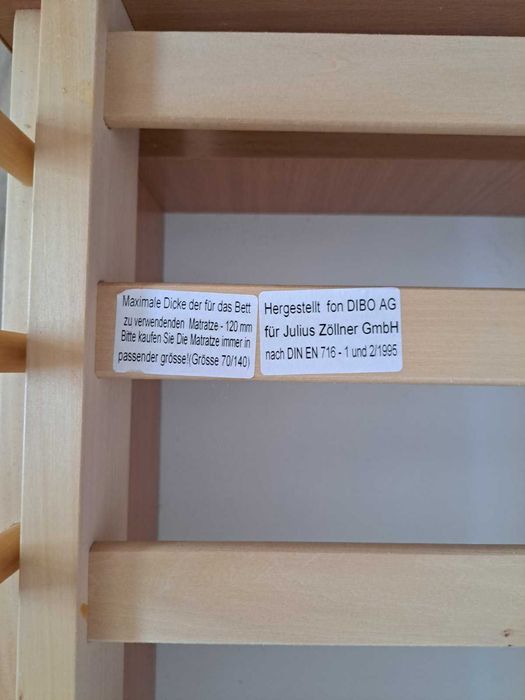 Maximale Dicke der für das Bett
zu verwendenden Matratze - 120 mm
Bitte kaufen Sie Die Matratze immer in
passender grösse!(Grösse 70/140)
Hergestellt fon DIBO AG
für Julius Zöllner GmbH
nach DIN EN 716 - 1 und 2/1995